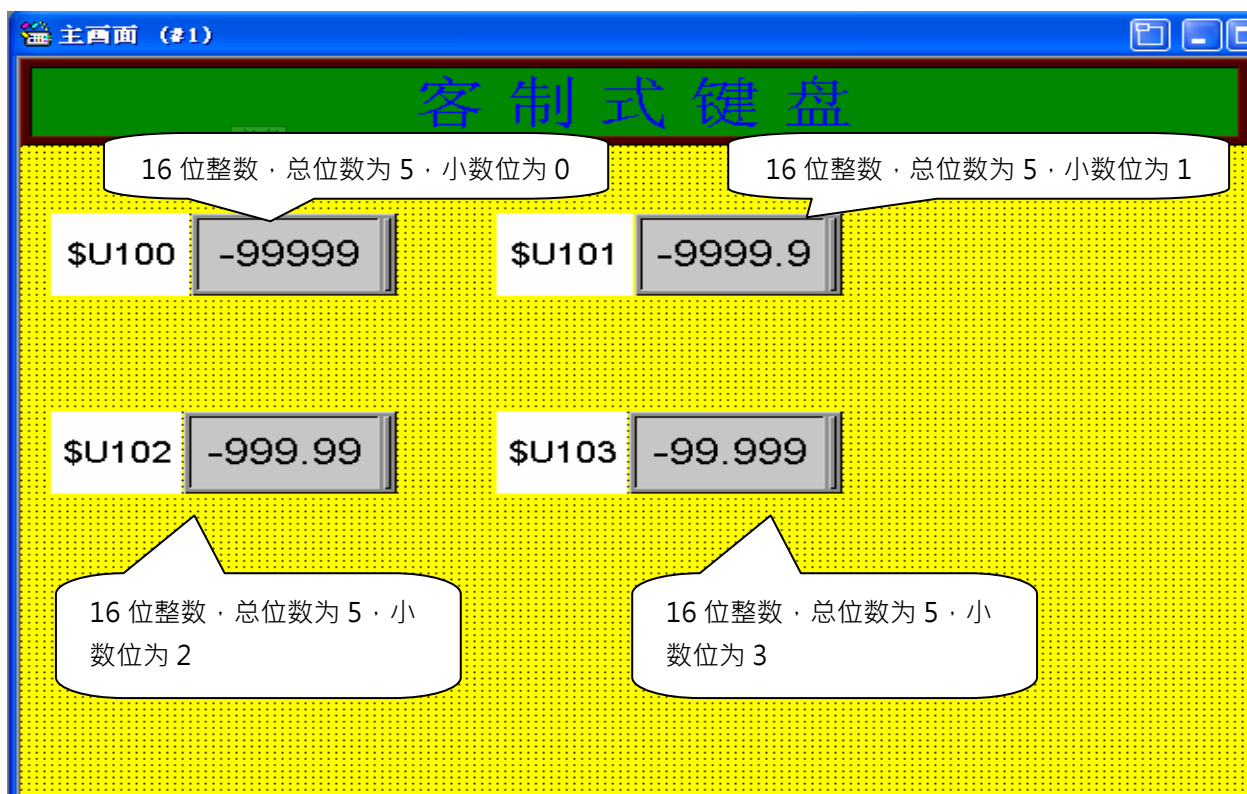 主画面 (#1)
客制式键盘
16 位整数，总位数为 5，小数位为 0
16 位整数，总位数为 5，小数位为 1
$U100 -99999
$U101 -9999.9
$U102 -999.99
$U103 -99.999
16 位整数，总位数为 5，小
数位为 2
16 位整数，总位数为 5，小
数位为 3